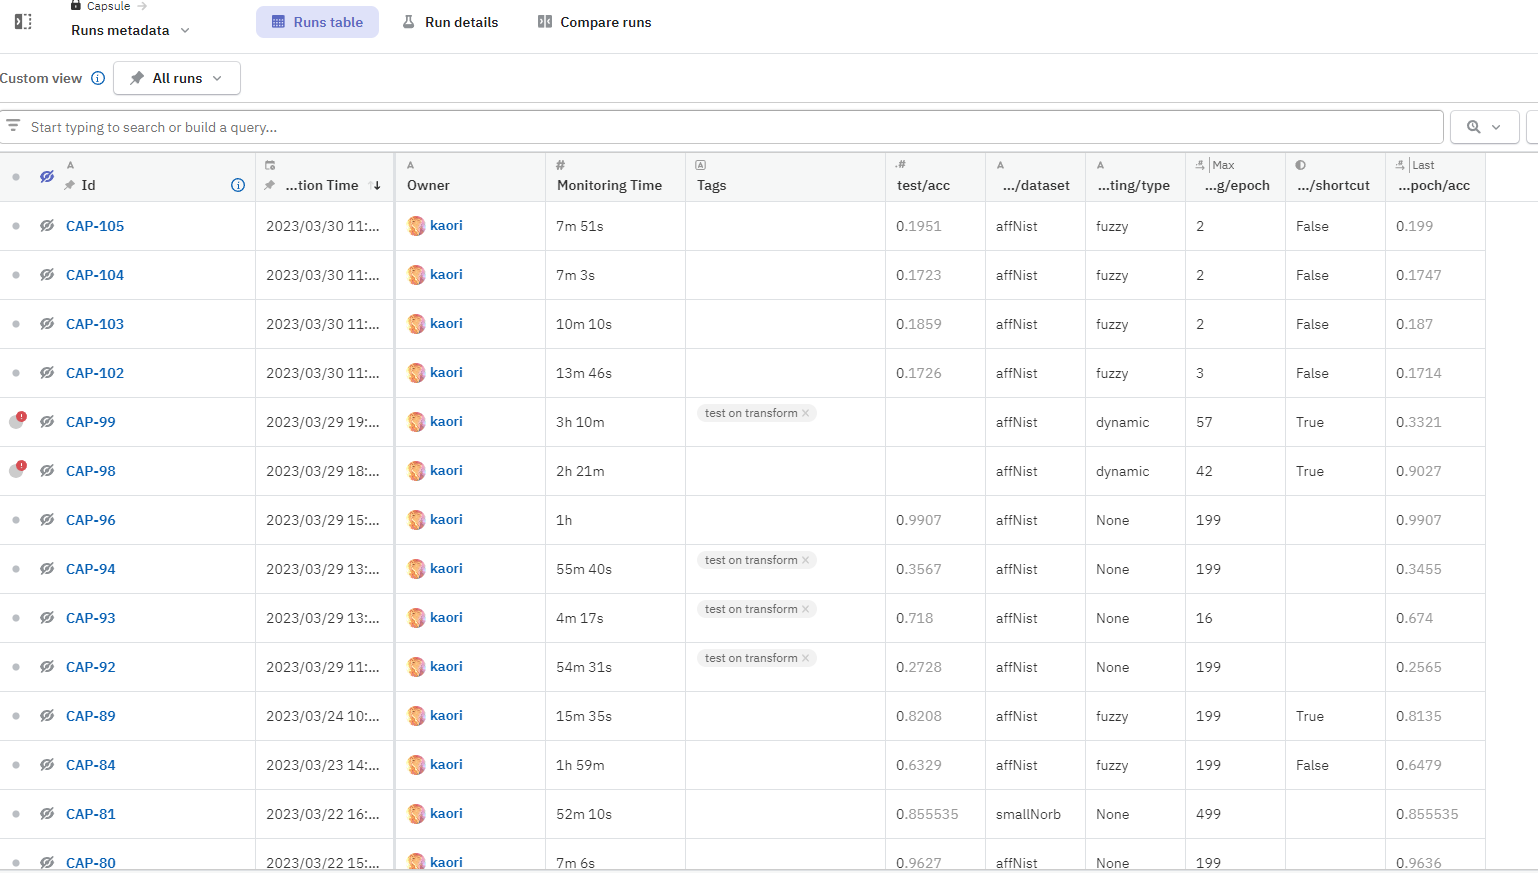 Capsule
Runs metadata
Runs table
Run details
Compare runs
Custom view
All runs
Start typing to search or build a query...
Id ...tion Time Owner Monitoring Time Tags test/acc .../dataset ...ting/type Max ...g/epoch .../shortcut Last ...poch/acc
CAP-105 2023/03/30 11:... kaori 7m 51s 0.1951 affNist fuzzy 2 False 0.199
CAP-104 2023/03/30 11:... kaori 7m 3s 0.1723 affNist fuzzy 2 False 0.1747
CAP-103 2023/03/30 11:... kaori 10m 10s 0.1859 affNist fuzzy 2 False 0.187
CAP-102 2023/03/30 11:... kaori 13m 46s 0.1726 affNist fuzzy 3 False 0.1714
CAP-99 2023/03/29 19:... kaori 3h 10m test on transform affNist dynamic 57 True 0.3321
CAP-98 2023/03/29 18:... kaori 2h 21m affNist dynamic 42 True 0.9027
CAP-96 2023/03/29 15:... kaori 1h 0.9907 affNist None 199 0.9907
CAP-94 2023/03/29 13:... kaori 55m 40s test on transform 0.3567 affNist None 199 0.3455
CAP-93 2023/03/29 13:... kaori 4m 17s test on transform 0.718 affNist None 16 0.674
CAP-92 2023/03/29 11:... kaori 54m 31s test on transform 0.2728 affNist None 199 0.2565
CAP-89 2023/03/24 10:... kaori 15m 35s 0.8208 affNist fuzzy 199 True 0.8135
CAP-84 2023/03/23 14:... kaori 1h 59m 0.6329 affNist fuzzy 199 False 0.6479
CAP-81 2023/03/22 16:... kaori 52m 10s 0.855535 smallNorb None 499 0.855535
CAP-80 2023/03/22 15:... kaori 7m 6s 0.9627 affNist None 199 0.9636